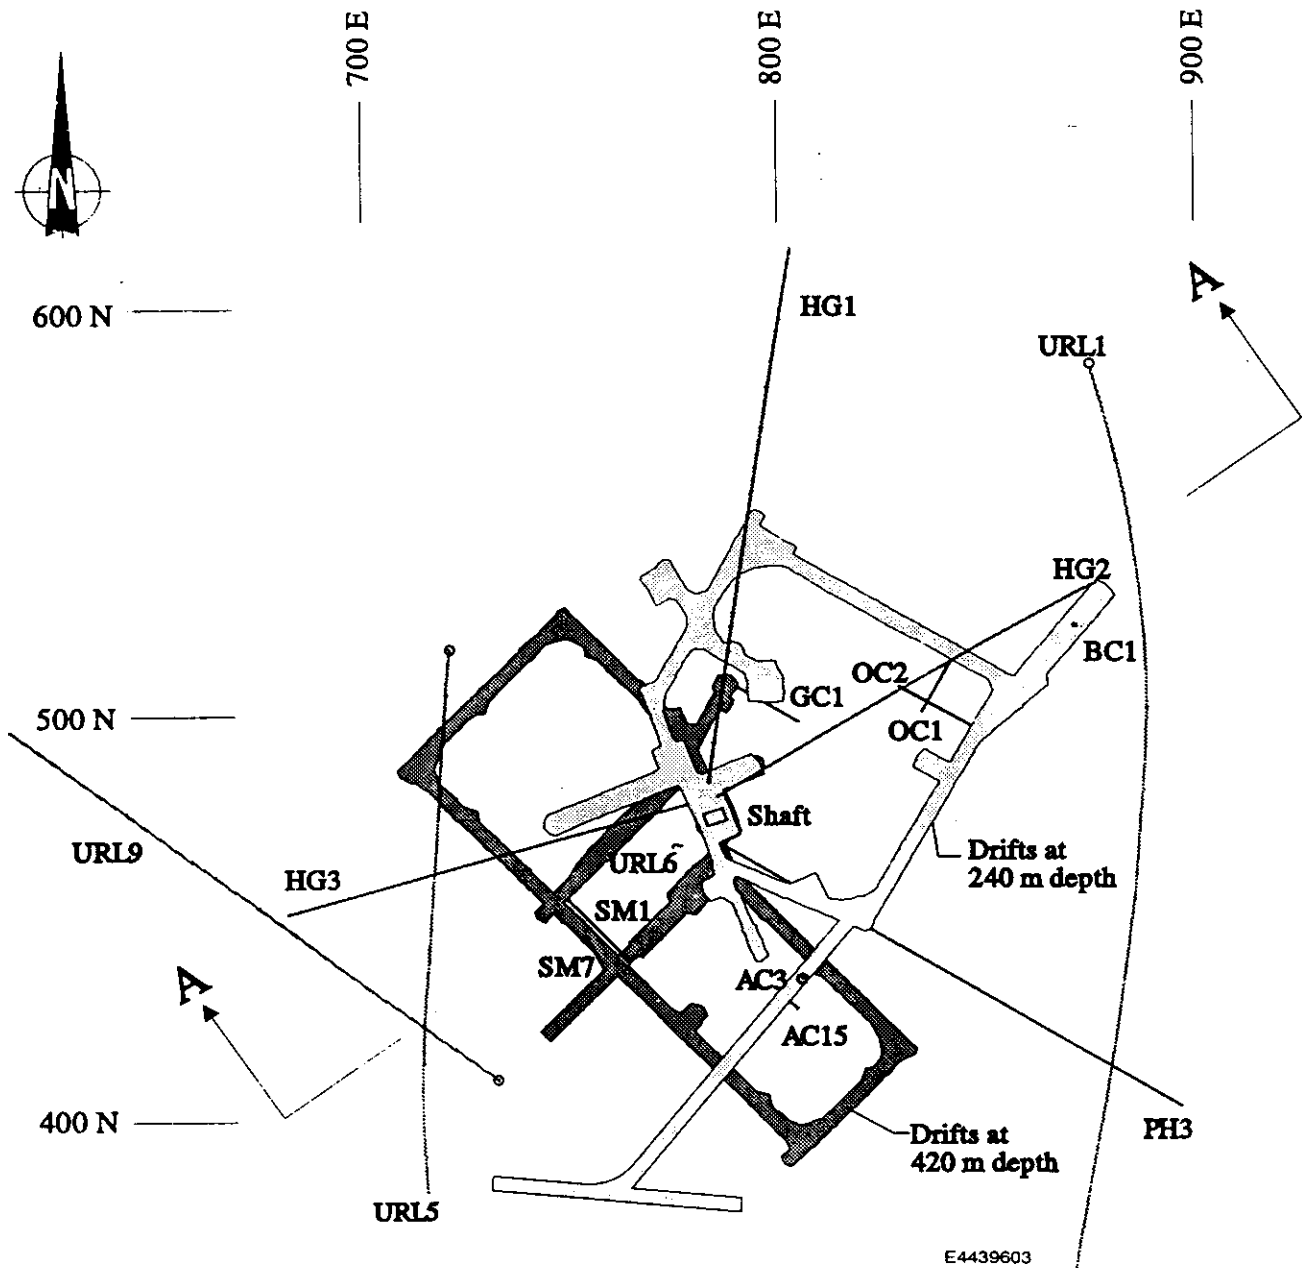 700 E
800 E
900 E
N
600 N
HG1
A
URL1
HG2
BC1
OC2
GC1
OC1
500 N
Shaft
URL9
URL6
Drifts at
240 m depth
HG3
SM1
SM7
A
AC3
AC15
400 N
PH3
Drifts at
420 m depth
URL5
E4439603